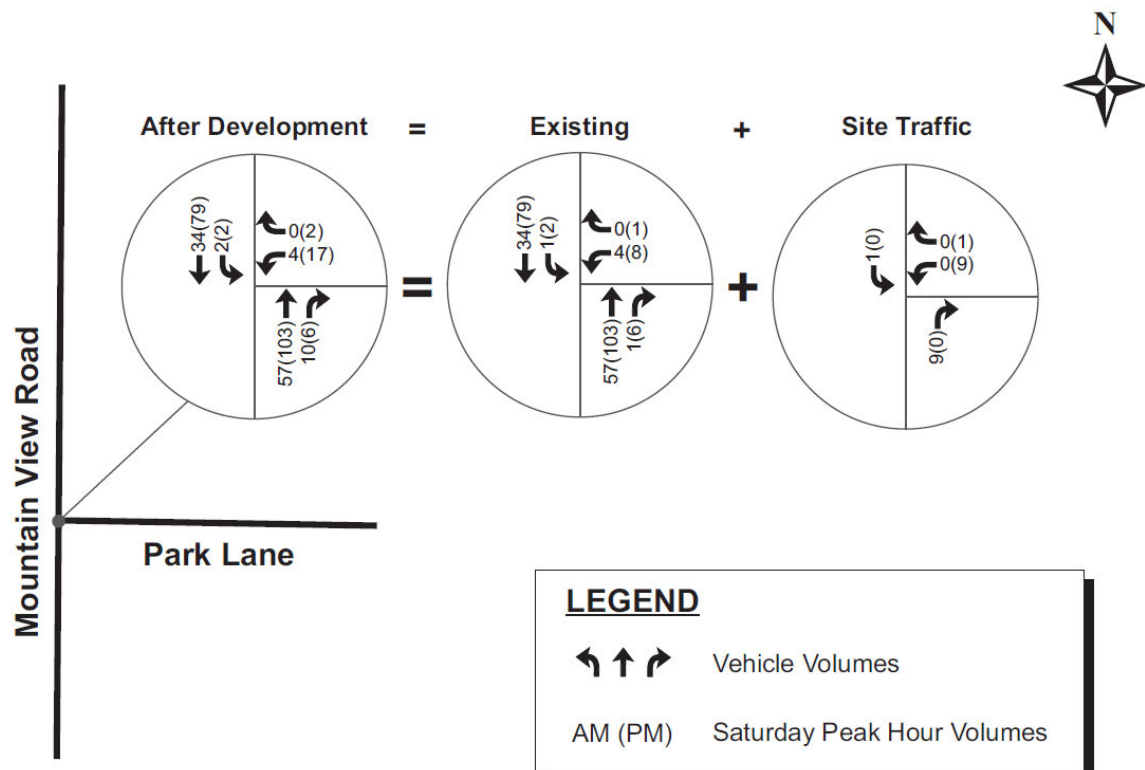 N
After Development = Existing + Site Traffic
34(79)
2(2)
0(2)
4(17)
57(103)
10(6)
=
34(79)
1(2)
0(1)
4(8)
57(103)
1(6)
+
1(0)
0(1)
0(9)
9(0)
Mountain View Road
Park Lane
LEGEND
Vehicle Volumes
AM (PM) Saturday Peak Hour Volumes